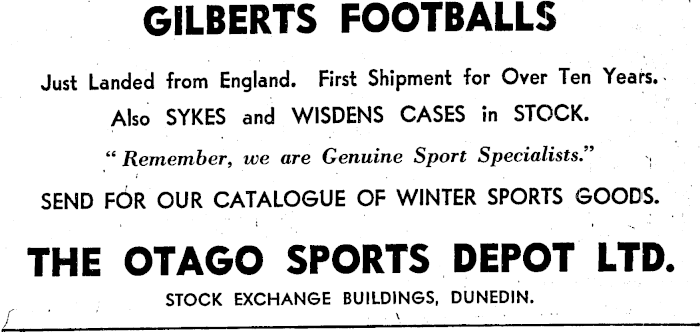 GILBERTS FOOTBALLS
Just Landed from England. First Shipment for Over Ten Years.
Also SYKES and WISDENS CASES in STOCK.
“Remember, we are Genuine Sport Specialists.”
SEND FOR OUR CATALOGUE OF WINTER SPORTS GOODS.
THE OTAGO SPORTS DEPOT LTD.
STOCK EXCHANGE BUILDINGS, DUNEDIN.